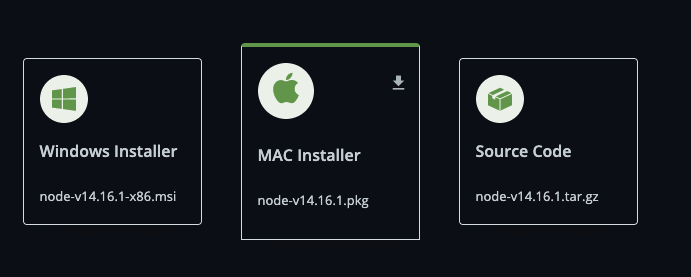 Windows Installer
node-v14.16.1-x86.msi
MAC Installer
node-v14.16.1.pkg
Source Code
node-v14.16.1.tar.gz